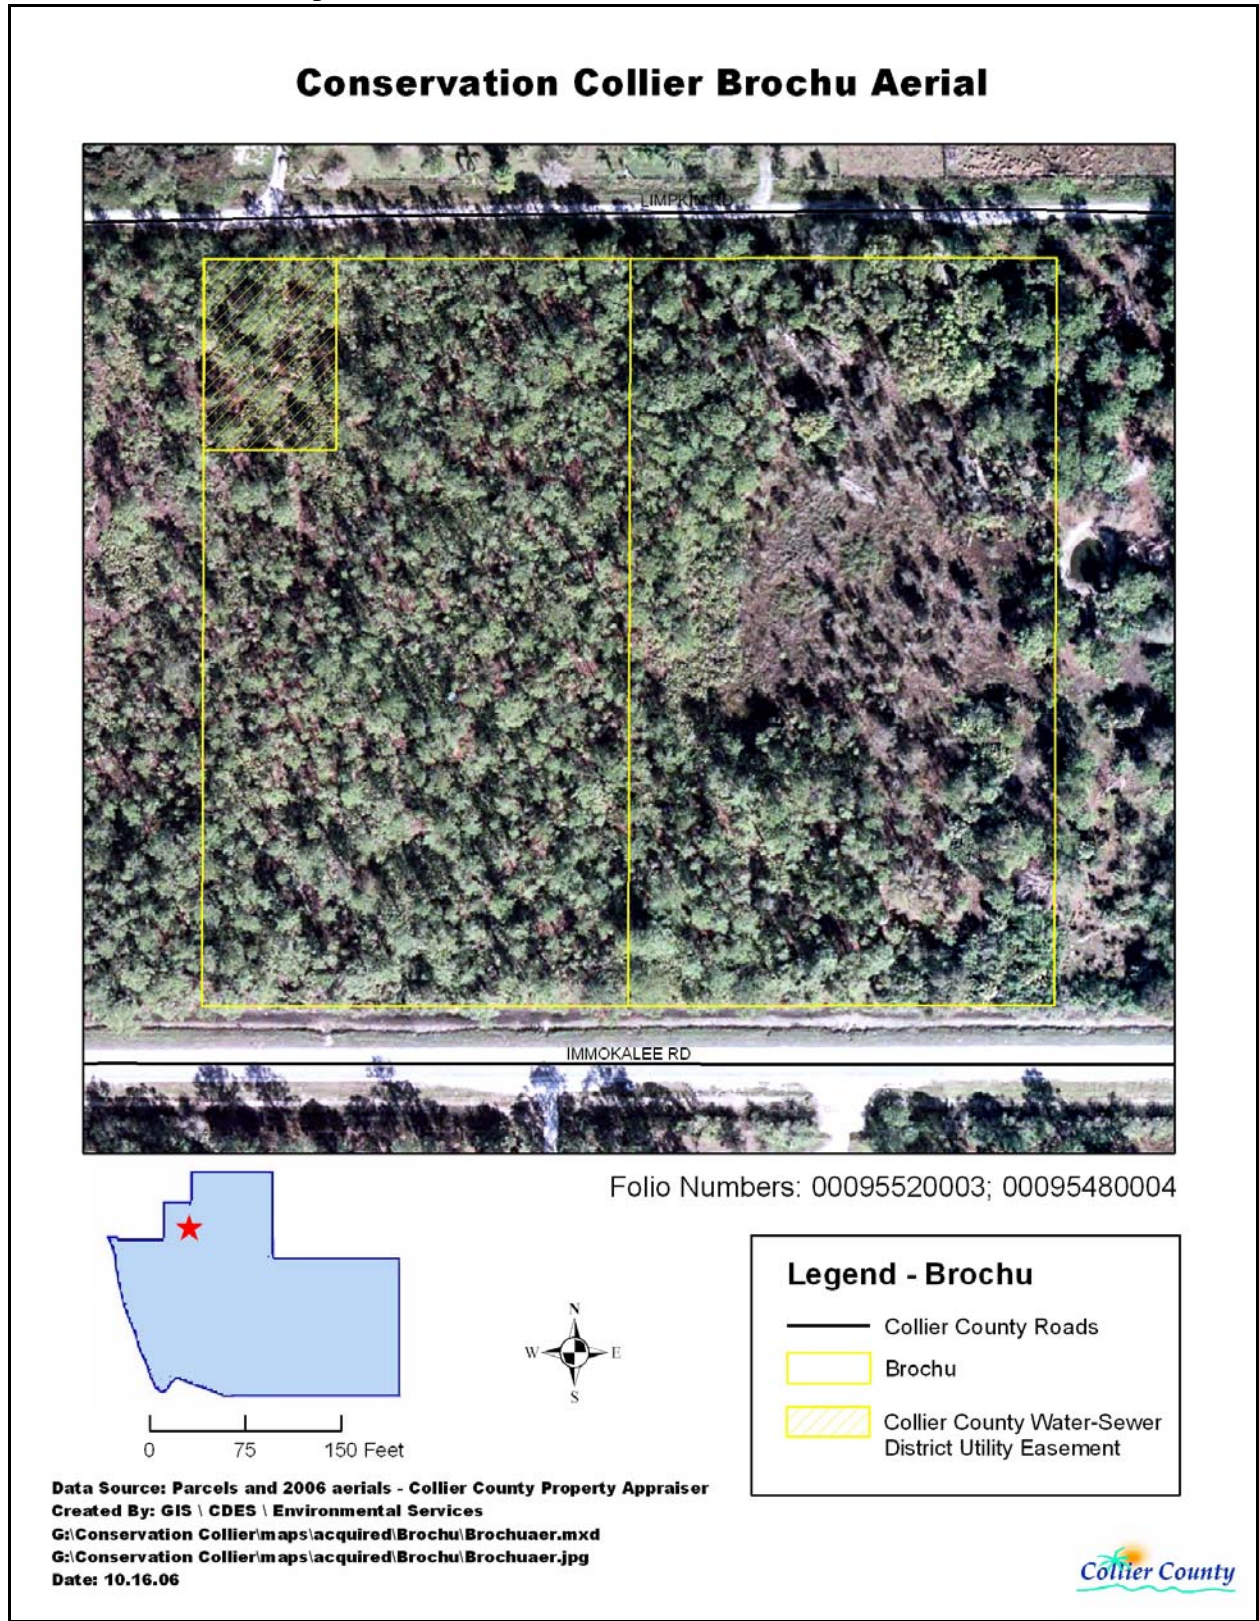 Conservation Collier Brochu Aerial
LIMPKIN RD
IMMOKALEE RD
Folio Numbers: 00095520003; 00095480004
Legend - Brochu
Collier County Roads
Brochu
Collier County Water-Sewer
District Utility Easement
N
W E
S
0 75 150 Feet
Data Source: Parcels and 2006 aerials - Collier County Property Appraiser
Created By: GIS \ CDES \ Environmental Services
G:\Conservation Collier\maps\acquired\Brochu\Brochuaer.mxd
G:\Conservation Collier\maps\acquired\Brochu\Brochuaer.jpg
Date: 10.16.06
Collier County